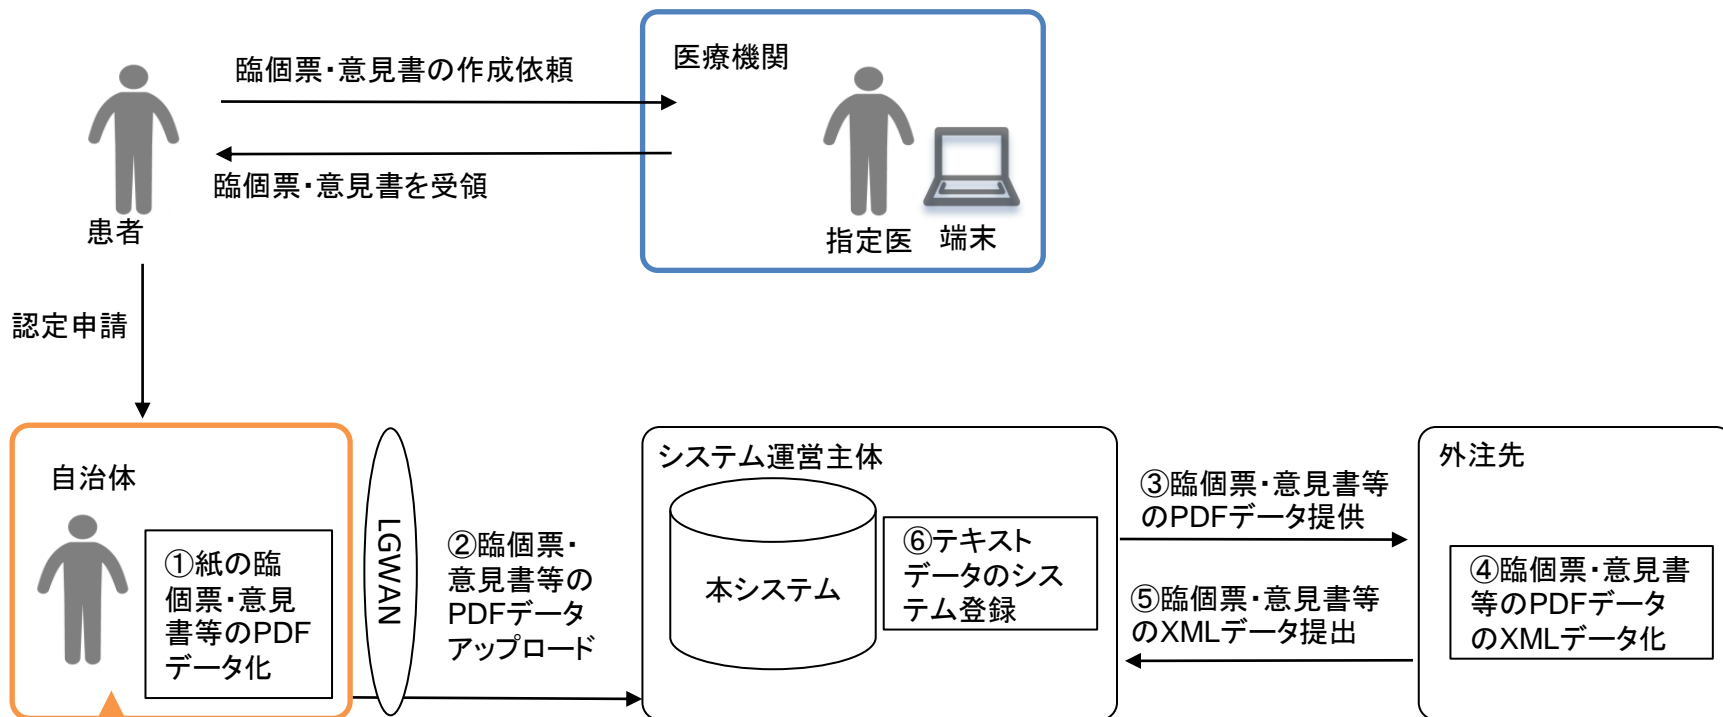 臨個票・意見書の作成依頼
医療機関
臨個票・意見書を受領
患者
指定医
端末
認定申請
自治体
①紙の臨
個票・意見
書等のPDF
データ化
LGWAN
②臨個票・
意見書等の
PDFデータ
アップロード
システム運営主体
本システム
⑥テキスト
データのシス
テム登録
③臨個票・意見書等
のPDFデータ提供
⑤臨個票・意見書等
のXMLデータ提出
外注先
④臨個票・意見書
等のPDFデータ
のXMLデータ化